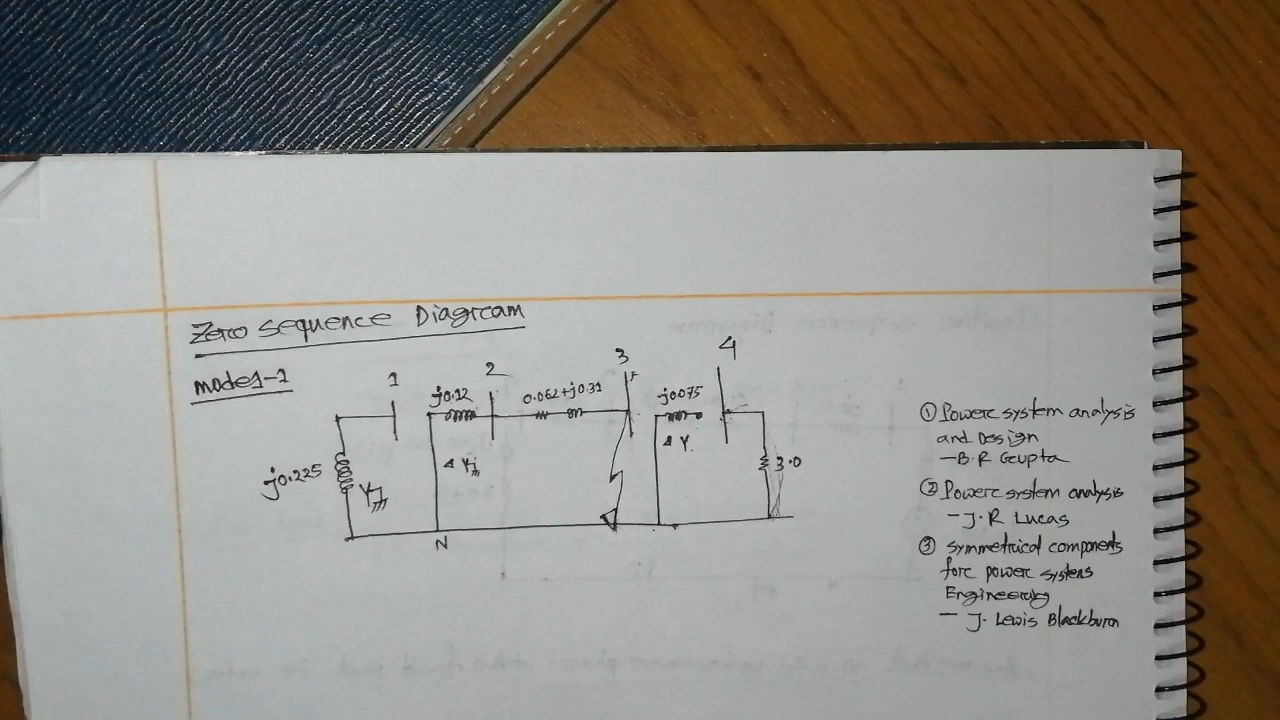 Zero Sequence Diagram
mode1-1
1
2
3
4
F
j0.12
0.062+j0.31
j0075
j0.225
Y
Δ Y
Δ Y.
3.0
N
① Power system analysis
and Design
-B.R Gupta
② Power system analysis
- J.R Lucas
③ Symmetrical components
for power systems
Engineering
- J. Lewis Blackburn